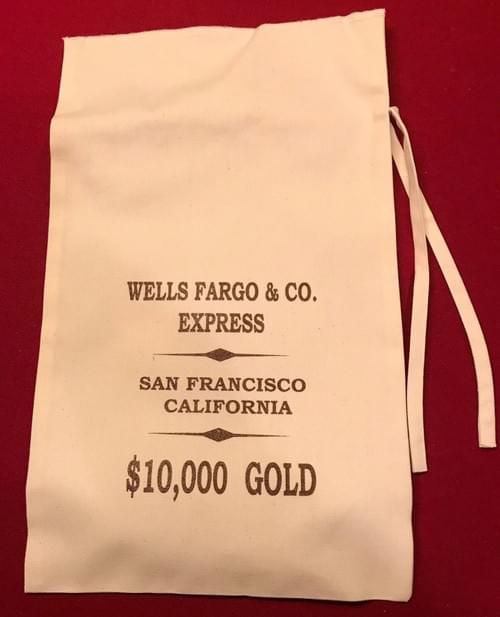 WELLS FARGO & CO.
EXPRESS
SAN FRANCISCO
CALIFORNIA
$10,000 GOLD